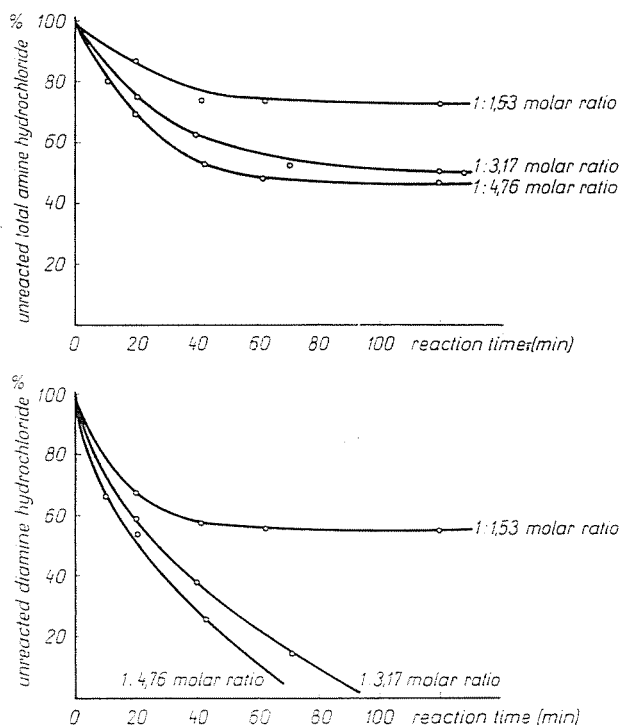 % 100
80
60
40
20
unreacted total amine hydrochloride
1:1,53 molar ratio
1:3,17 molar ratio
1:4,76 molar ratio
0 20 40 60 80 100 reaction time (min)
% 100
80
60
40
20
unreacted diamine hydrochloride
1:1,53 molar ratio
1:4,76 molar ratio 1:3,17 molar ratio
0 20 40 60 80 100 reaction time (min)